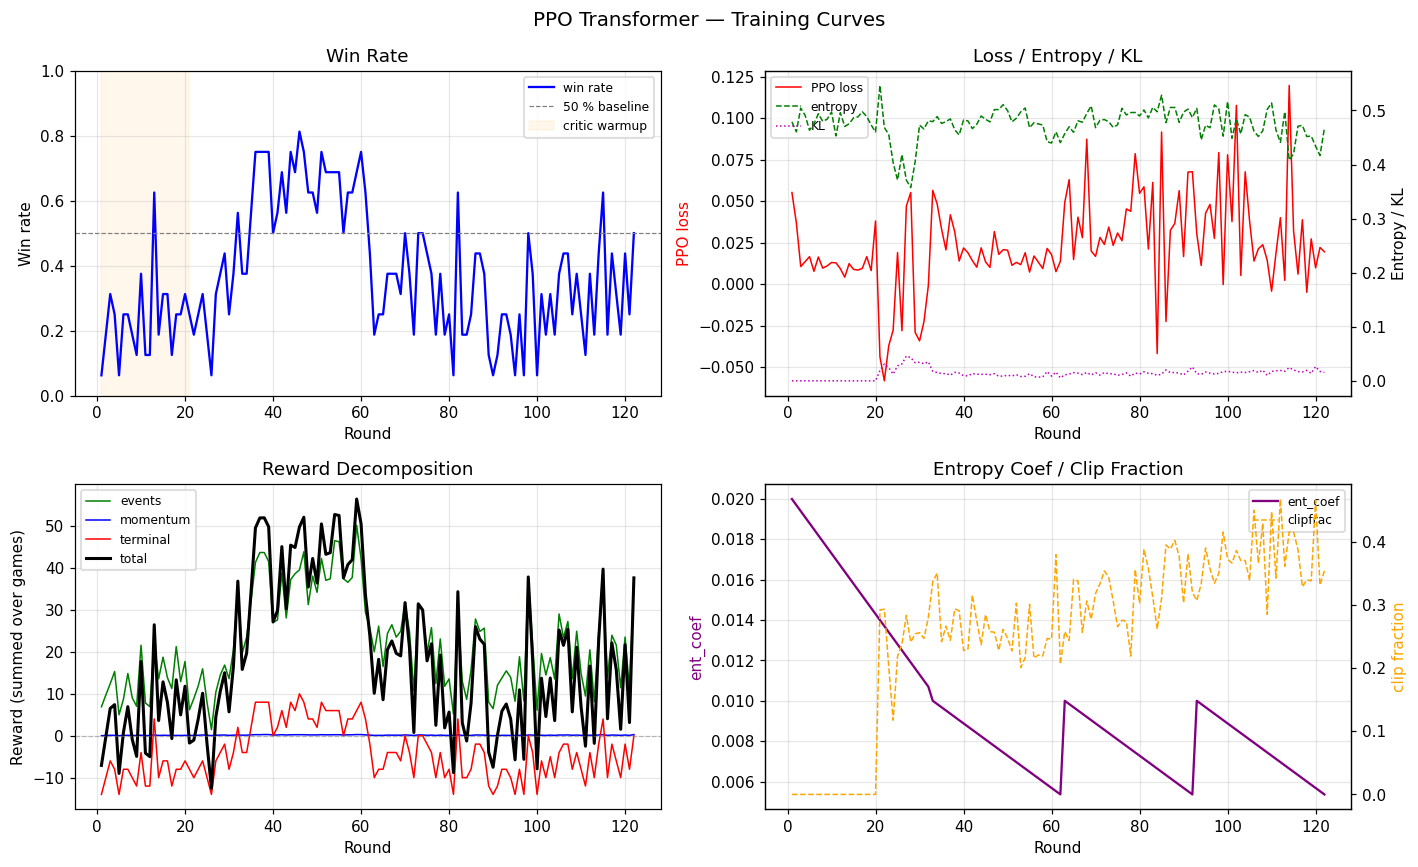 PPO Transformer — Training Curves
Win Rate
Win rate
1.0
0.8
0.6
0.4
0.2
0.0
win rate
50 % baseline
critic warmup
0 20 40 60 80 100 120
Round
Loss / Entropy / KL
PPO loss
0.125
0.100
0.075
0.050
0.025
0.000
−0.025
−0.050
PPO loss
entropy
KL
0.5
0.4
0.3
0.2
0.1
0.0
Entropy / KL
0 20 40 60 80 100 120
Round
Reward Decomposition
Reward (summed over games)
50
40
30
20
10
0
−10
events
momentum
terminal
total
0 20 40 60 80 100 120
Round
Entropy Coef / Clip Fraction
ent_coef
0.020
0.018
0.016
0.014
0.012
0.010
0.008
0.006
ent_coef
clipfrac
0.4
0.3
0.2
0.1
0.0
clip fraction
0 20 40 60 80 100 120
Round